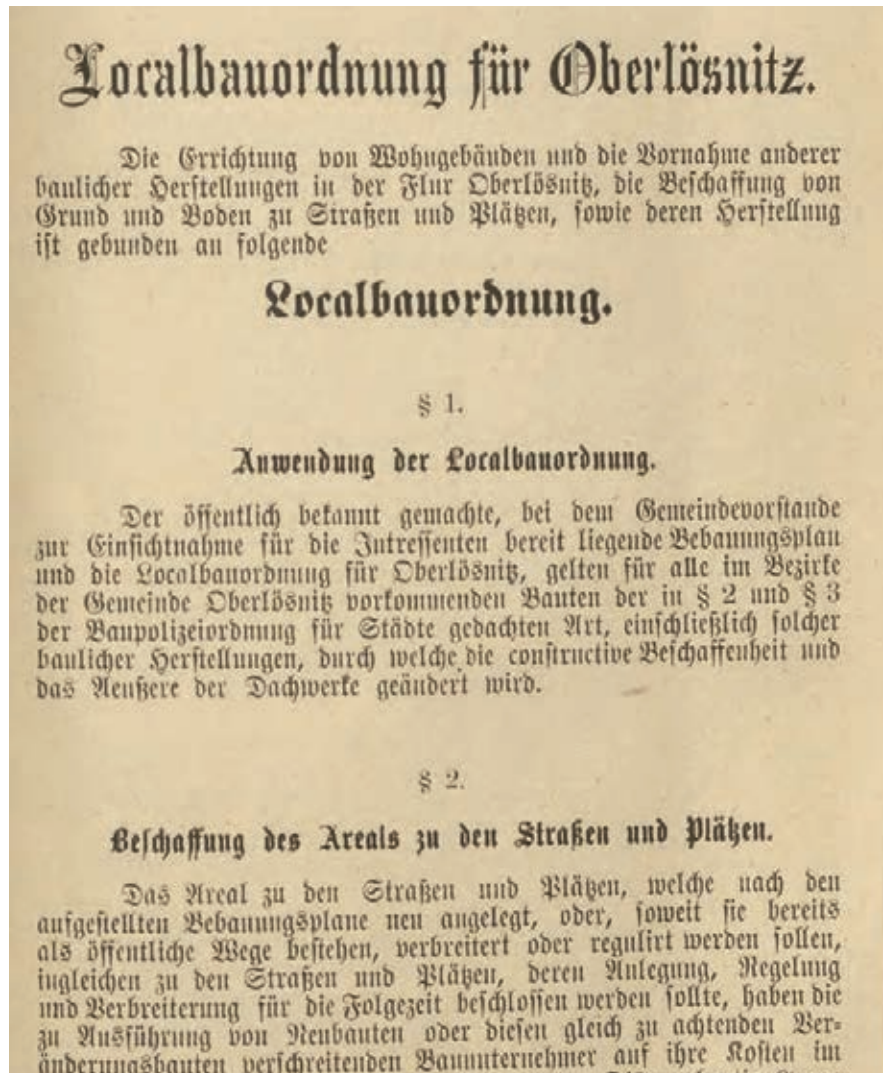 Localbauordnung für Oberlösnitz.
Die Errichtung von Wohngebänden und die Vornahme anderer
baulicher Herstellungen in der Flur Oberlösnitz, die Beschaffung von
Grund und Boden zu Straßen und Plätzen, sowie deren Herstellung
ist gebunden an folgende
Localbauordnung.
§ 1.
Anwendung der Localbauordnung.
Der öffentlich bekannt gemachte, bei dem Gemeindevorstande
zur Einsichtnahme für die Intressenten bereit liegende Bebauungsplan
und die Localbauordnung für Oberlösnitz, gelten für alle im Bezirke
der Gemeinde Oberlösnitz vorkommenden Bauten der in § 2 und § 3
der Baupolizeiordnung für Städte gedachten Art, einschließlich solcher
baulicher Herstellungen, durch welche die constructive Beschaffenheit und
das Aeußere der Dachwerke geändert wird.
§ 2.
Beschaffung des Areals zu den Straßen und Plätzen.
Das Areal zu den Straßen und Plätzen, welche nach den
aufgestellten Bebauungsplane neu angelegt, oder, soweit sie bereits
als öffentliche Wege bestehen, verbreitert oder regulirt werden sollen,
ingleichen zu den Straßen und Plätzen, deren Anlegung, Regelung
und Verbreiterung für die Folgezeit beschlossen werden sollte, haben die
zu Ausführung von Neubauten oder diesen gleich zu achtenden Ver-
änderungsbauten verschreitenden Bauunternehmer auf ihre Kosten im